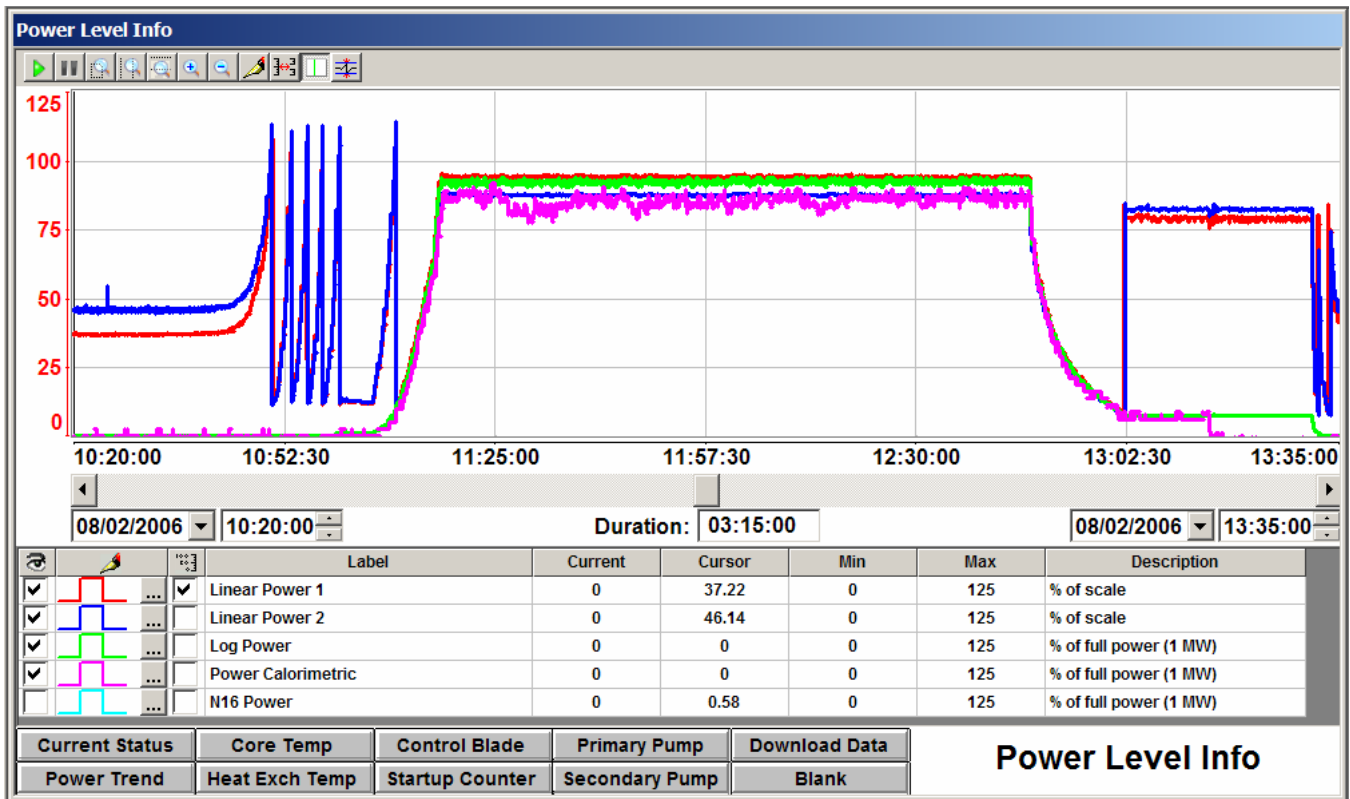 Power Level Info
125
100
75
50
25
0
10:20:00 10:52:30 11:25:00 11:57:30 12:30:00 13:02:30 13:35:00
08/02/2006 10:20:00 Duration: 03:15:00 08/02/2006 13:35:00
Label Current Cursor Min Max Description
... Linear Power 1 0 37.22 0 125 % of scale
... Linear Power 2 0 46.14 0 125 % of scale
... Log Power 0 0 0 125 % of full power (1 MW)
... Power Calorimetric 0 0 0 125 % of full power (1 MW)
... N16 Power 0 0.58 0 125 % of full power (1 MW)
Current Status Core Temp Control Blade Primary Pump Download Data
Power Trend Heat Exch Temp Startup Counter Secondary Pump Blank
Power Level Info